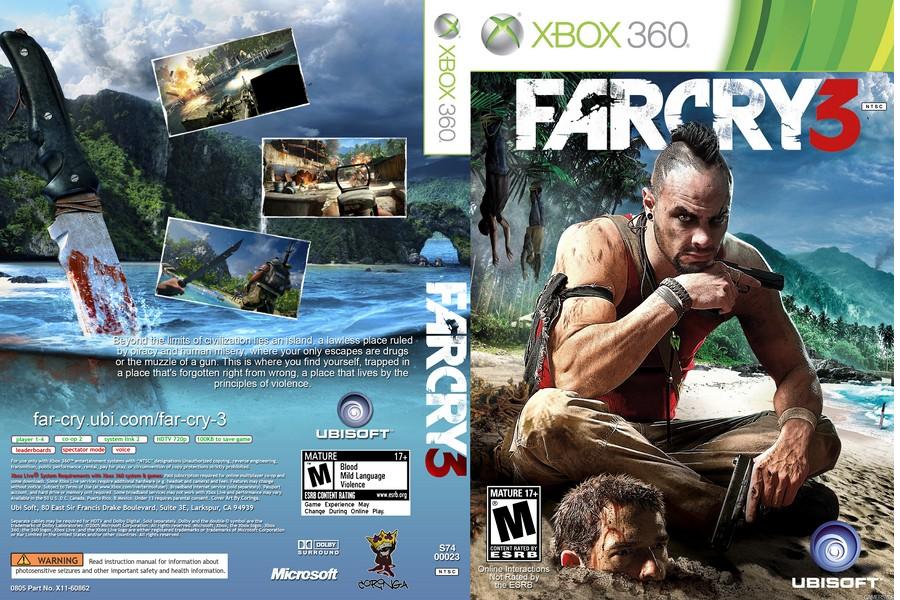 Beyond the limits of civilization lies an island, a lawless place ruled
by piracy and human misery, where your only escapes are drugs
or the muzzle of a gun. This is where you find yourself, trapped in
a place that's forgotten right from wrong, a place that lives by the
principles of violence.
far-cry.ubi.com/far-cry-3
player 1-4 co-op 2 system link 2 HDTV 720p 100KB to save game
leaderboards spectator mode voice
Ubi Soft, 80 East Sir Francis Drake Boulevard, Suite 3E, Larkspur, CA 94939
WARNING Read instruction manual for information about
photosensitive seizures and other important safety and health information.
0805 Part No. X11-60862
UBISOFT
MATURE 17+
M
Blood
Mild Language
Violence
ESRB CONTENT RATING www.esrb.org
Game Experience May
Change During Online Play.
DOLBY
SURROUND
Microsoft
CORINGA
S74
00023
NTSC
XBOX 360
FARCRY3
XBOX 360
FARCRY3
NTSC
MATURE 17+
M
CONTENT RATED BY
ESRB
Online Interactions
Not Rated by
the ESRB
UBISOFT